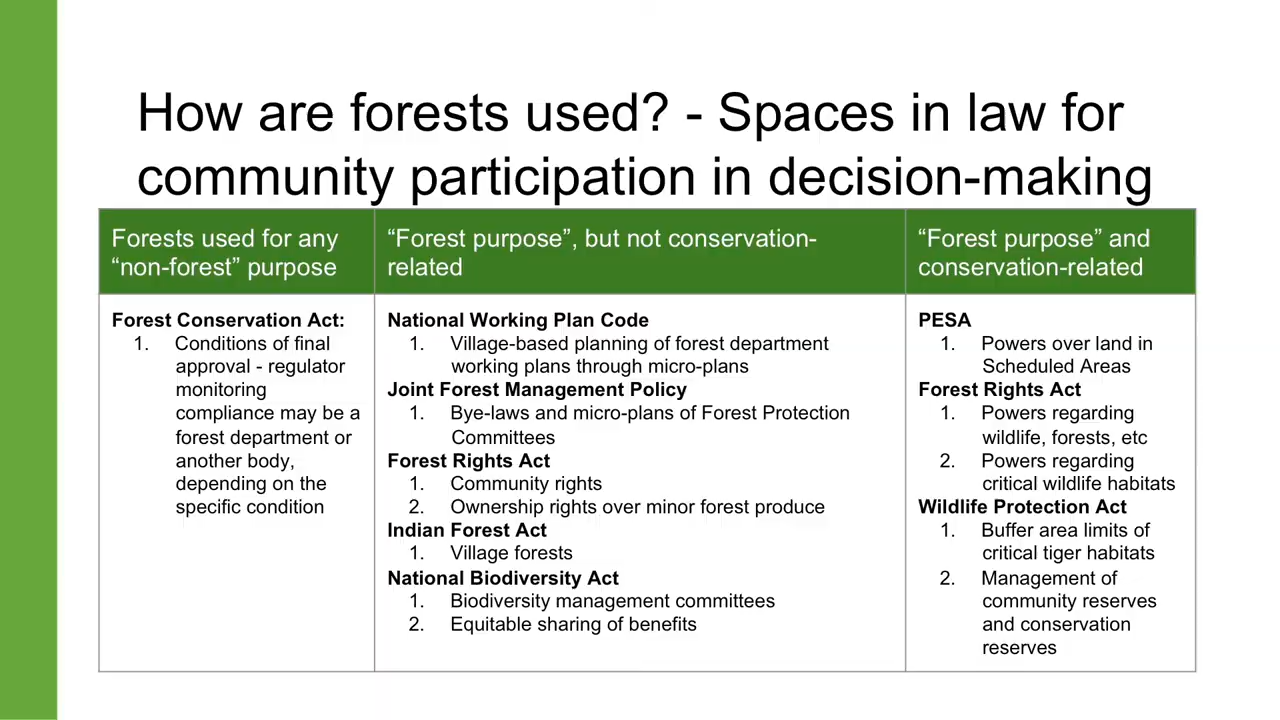 How are forests used? - Spaces in law for
community participation in decision-making
Forests used for any
“non-forest” purpose
“Forest purpose”, but not conservation-
related
“Forest purpose” and
conservation-related
Forest Conservation Act:
1. Conditions of final
approval - regulator
monitoring
compliance may be a
forest department or
another body,
depending on the
specific condition
National Working Plan Code
1. Village-based planning of forest department
working plans through micro-plans
Joint Forest Management Policy
1. Bye-laws and micro-plans of Forest Protection
Committees
Forest Rights Act
1. Community rights
2. Ownership rights over minor forest produce
Indian Forest Act
1. Village forests
National Biodiversity Act
1. Biodiversity management committees
2. Equitable sharing of benefits
PESA
1. Powers over land in
Scheduled Areas
Forest Rights Act
1. Powers regarding
wildlife, forests, etc
2. Powers regarding
critical wildlife habitats
Wildlife Protection Act
1. Buffer area limits of
critical tiger habitats
2. Management of
community reserves
and conservation
reserves